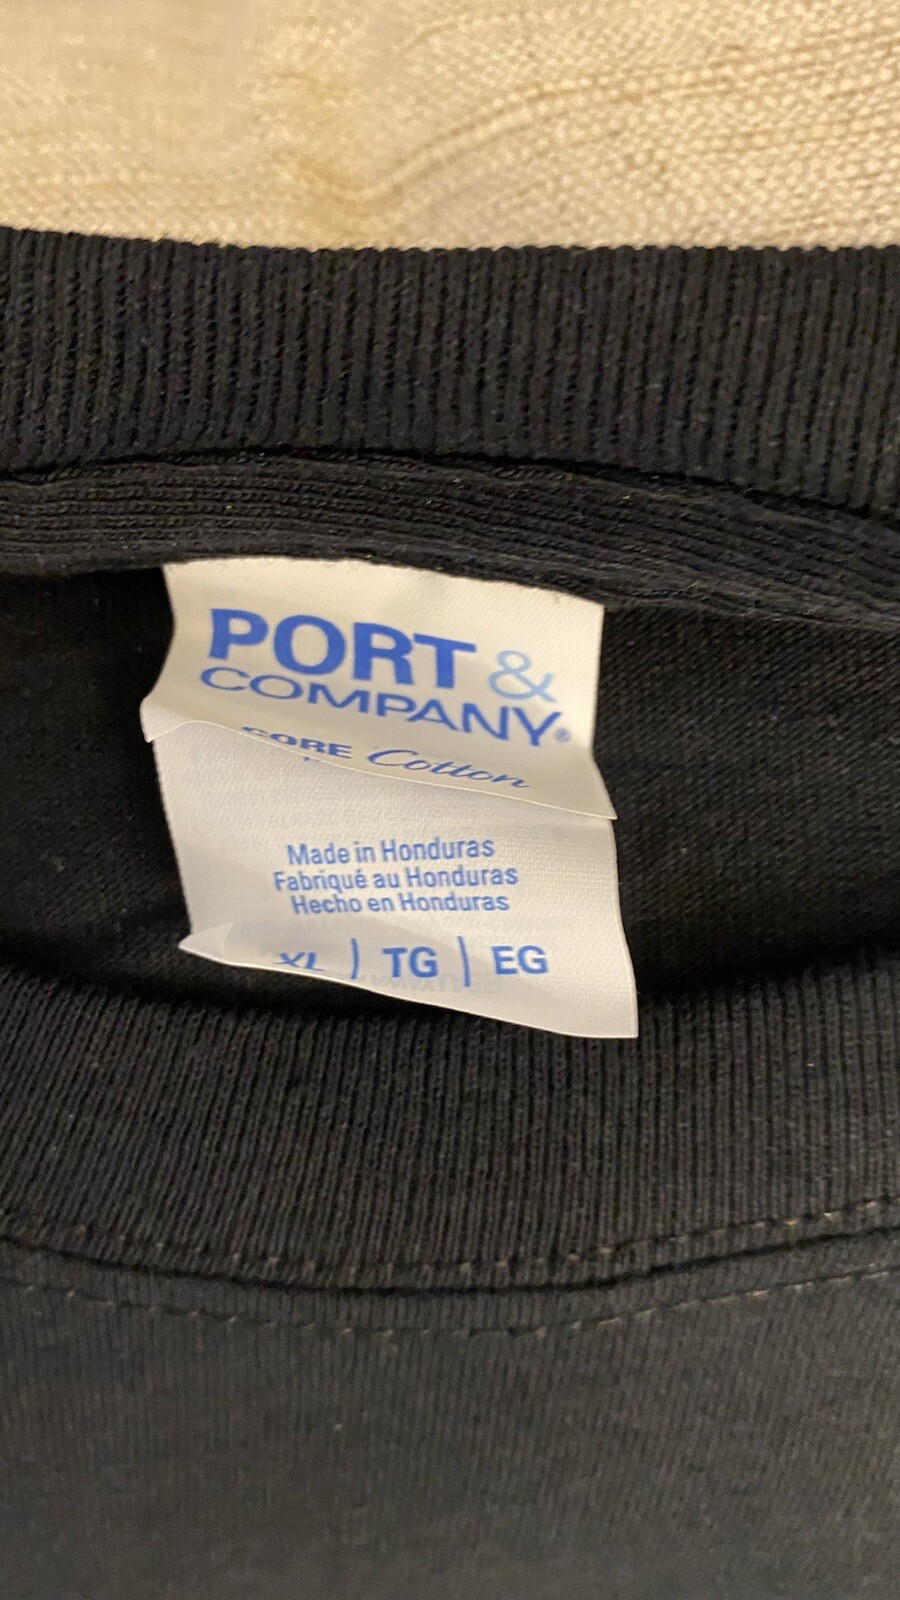 PORT &
COMPANY®
CORE Cotton
Made in Honduras
Fabriqué au Honduras
Hecho en Honduras
XL | TG | EG